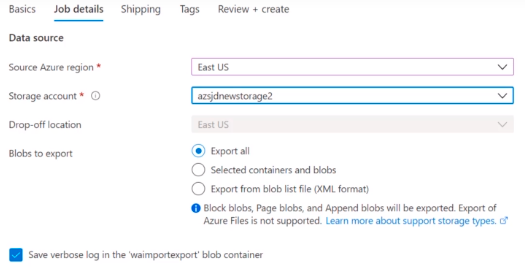 Basics Job details Shipping Tags Review + create
Data source
Source Azure region * East US
Storage account * azsjdnewstorage2
Drop-off location East US
Blobs to export Export all
Selected containers and blobs
Export from blob list file (XML format)
Block blobs, Page blobs, and Append blobs will be exported. Export of
Azure Files is not supported. Learn more about support storage types.
Save verbose log in the 'waimportexport' blob container